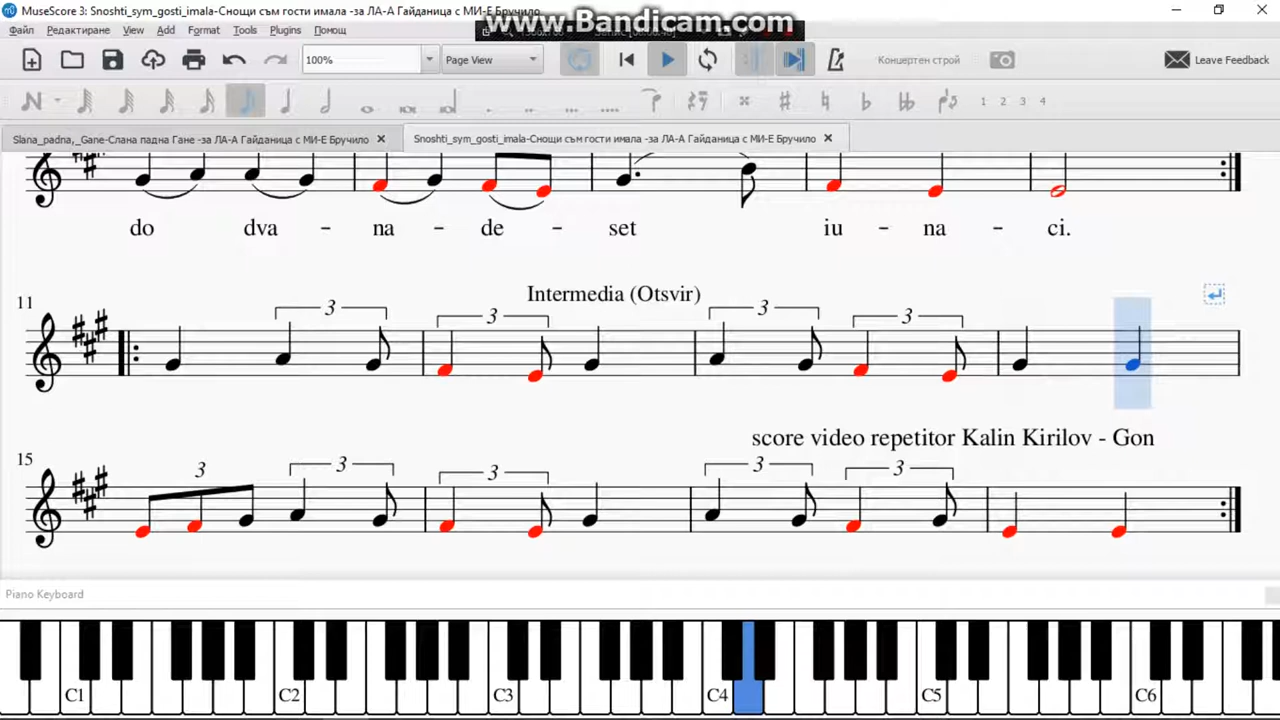 MuseScore 3: Snoshti_sym_gosti_imala-Снощи съм гости имала -за ЛА-А Гайданица с МИ-Е Бручило
www.Bandicam.com
Файл Редактиране View Add Format Tools Plugins Помощ
100% Page View Концертен строй Leave Feedback
1 2 3 4
Slana_padna,_Gane-Слана падна Гане -за ЛА-А Гайданица с МИ-Е Бручило Snoshti_sym_gosti_imala-Снощи съм гости имала -за ЛА-А Гайданица с МИ-Е Бручило
do dva - na - de - set iu - na - ci.
Intermedia (Otsvir)
11
3 3 3 3
score video repetitor Kalin Kirilov - Gon
15
3 3 3 3 3
Piano Keyboard
C1 C2 C3 C4 C5 C6